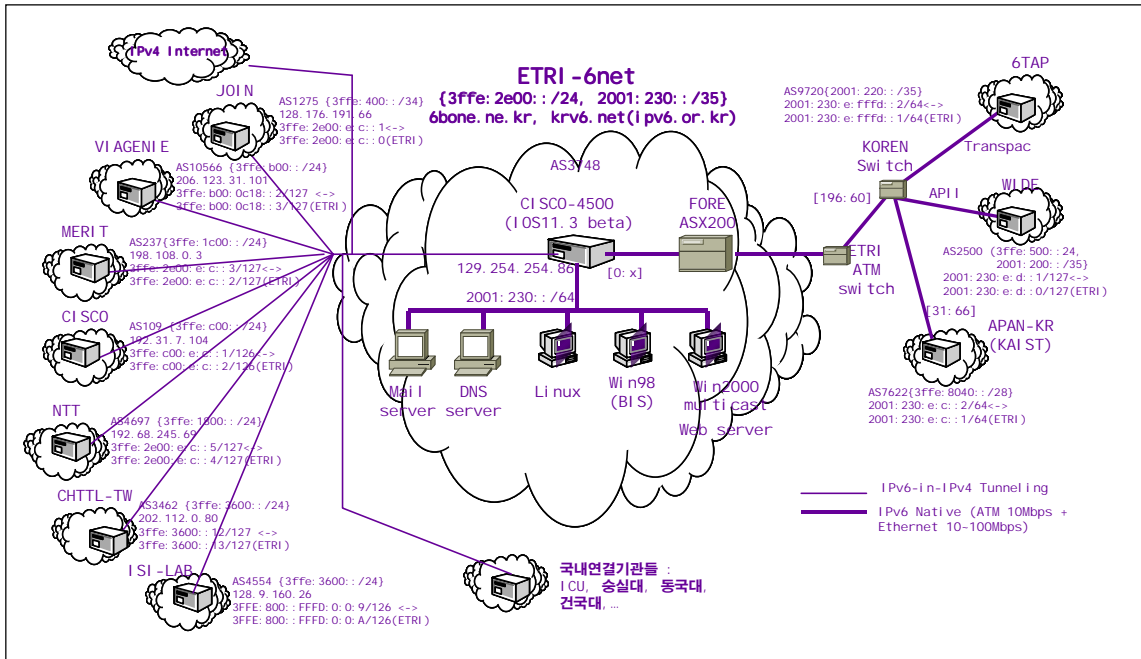 IPv4 Internet
JOIN
AS1275 {3ffe:400::/34}
128.176.191.66
3ffe:2e00:e:c::1<->
3ffe:2e00:e:c::0(ETRI)
VIAGENIE
AS10566 {3ffe:b00::/24}
206.123.31.101
3ffe:b00:0c18::2/127 <->
3ffe:b00:0c18::3/127(ETRI)
MERIT
AS237{3ffe:1c00::/24}
198.108.0.3
3ffe:2e00:e:c::3/127<->
3ffe:2e00:e:c::2/127(ETRI)
CISCO
AS109 {3ffe:c00::/24}
192.31.7.104
3ffe:c00:e:c::1/126<->
3ffe:c00:e:c::2/126(ETRI)
NTT
AS4697 {3ffe:1800::/24}
192.68.245.69
3ffe:2e00:e:c::5/127<->
3ffe:2e00:e:c::4/127(ETRI)
CHTTL-TW
AS3462 {3ffe:3600::/24}
202.112.0.80
3ffe:3600::12/127 <->
3ffe:3600::13/127(ETRI)
ISI-LAB
AS4554 {3ffe:3600::/24}
128.9.160.26
3FFE:800::FFFD:0:0:9/126 <->
3FFE:800::FFFD:0:0:A/126(ETRI)
ETRI-6net
{3ffe:2e00::/24, 2001:230::/35}
6bone.ne.kr, krv6.net(ipv6.or.kr)
AS3748
CISCO-4500
(IOS11.3 beta)
FORE
ASX200
129.254.254.86
[0:x]
2001:230::/64
Mail
server
DNS
server
Linux
Win98
(BIS)
Win2000
multicast
Web server
국내연결기관들 :
ICU, 숭실대, 동국대,
건국대,…
6TAP
AS9720{2001:220::/35}
2001:230:e:fffd::2/64<->
2001:230:e:fffd::1/64(ETRI)
KOREN
Switch
Transpac
[196:60]
APII
WIDE
ETRI
ATM
switch
AS2500 (3ffe:500::24,
2001:200::/35}
2001:230:e:d::1/127<->
2001:230:e:d::0/127(ETRI)
[31:66]
APAN-KR
(KAIST)
AS7622{3ffe:8040::/28}
2001:230:e:c::2/64<->
2001:230:e:c::1/64(ETRI)
IPv6-in-IPv4 Tunneling
IPv6 Native (ATM 10Mbps +
Ethernet 10~100Mbps)